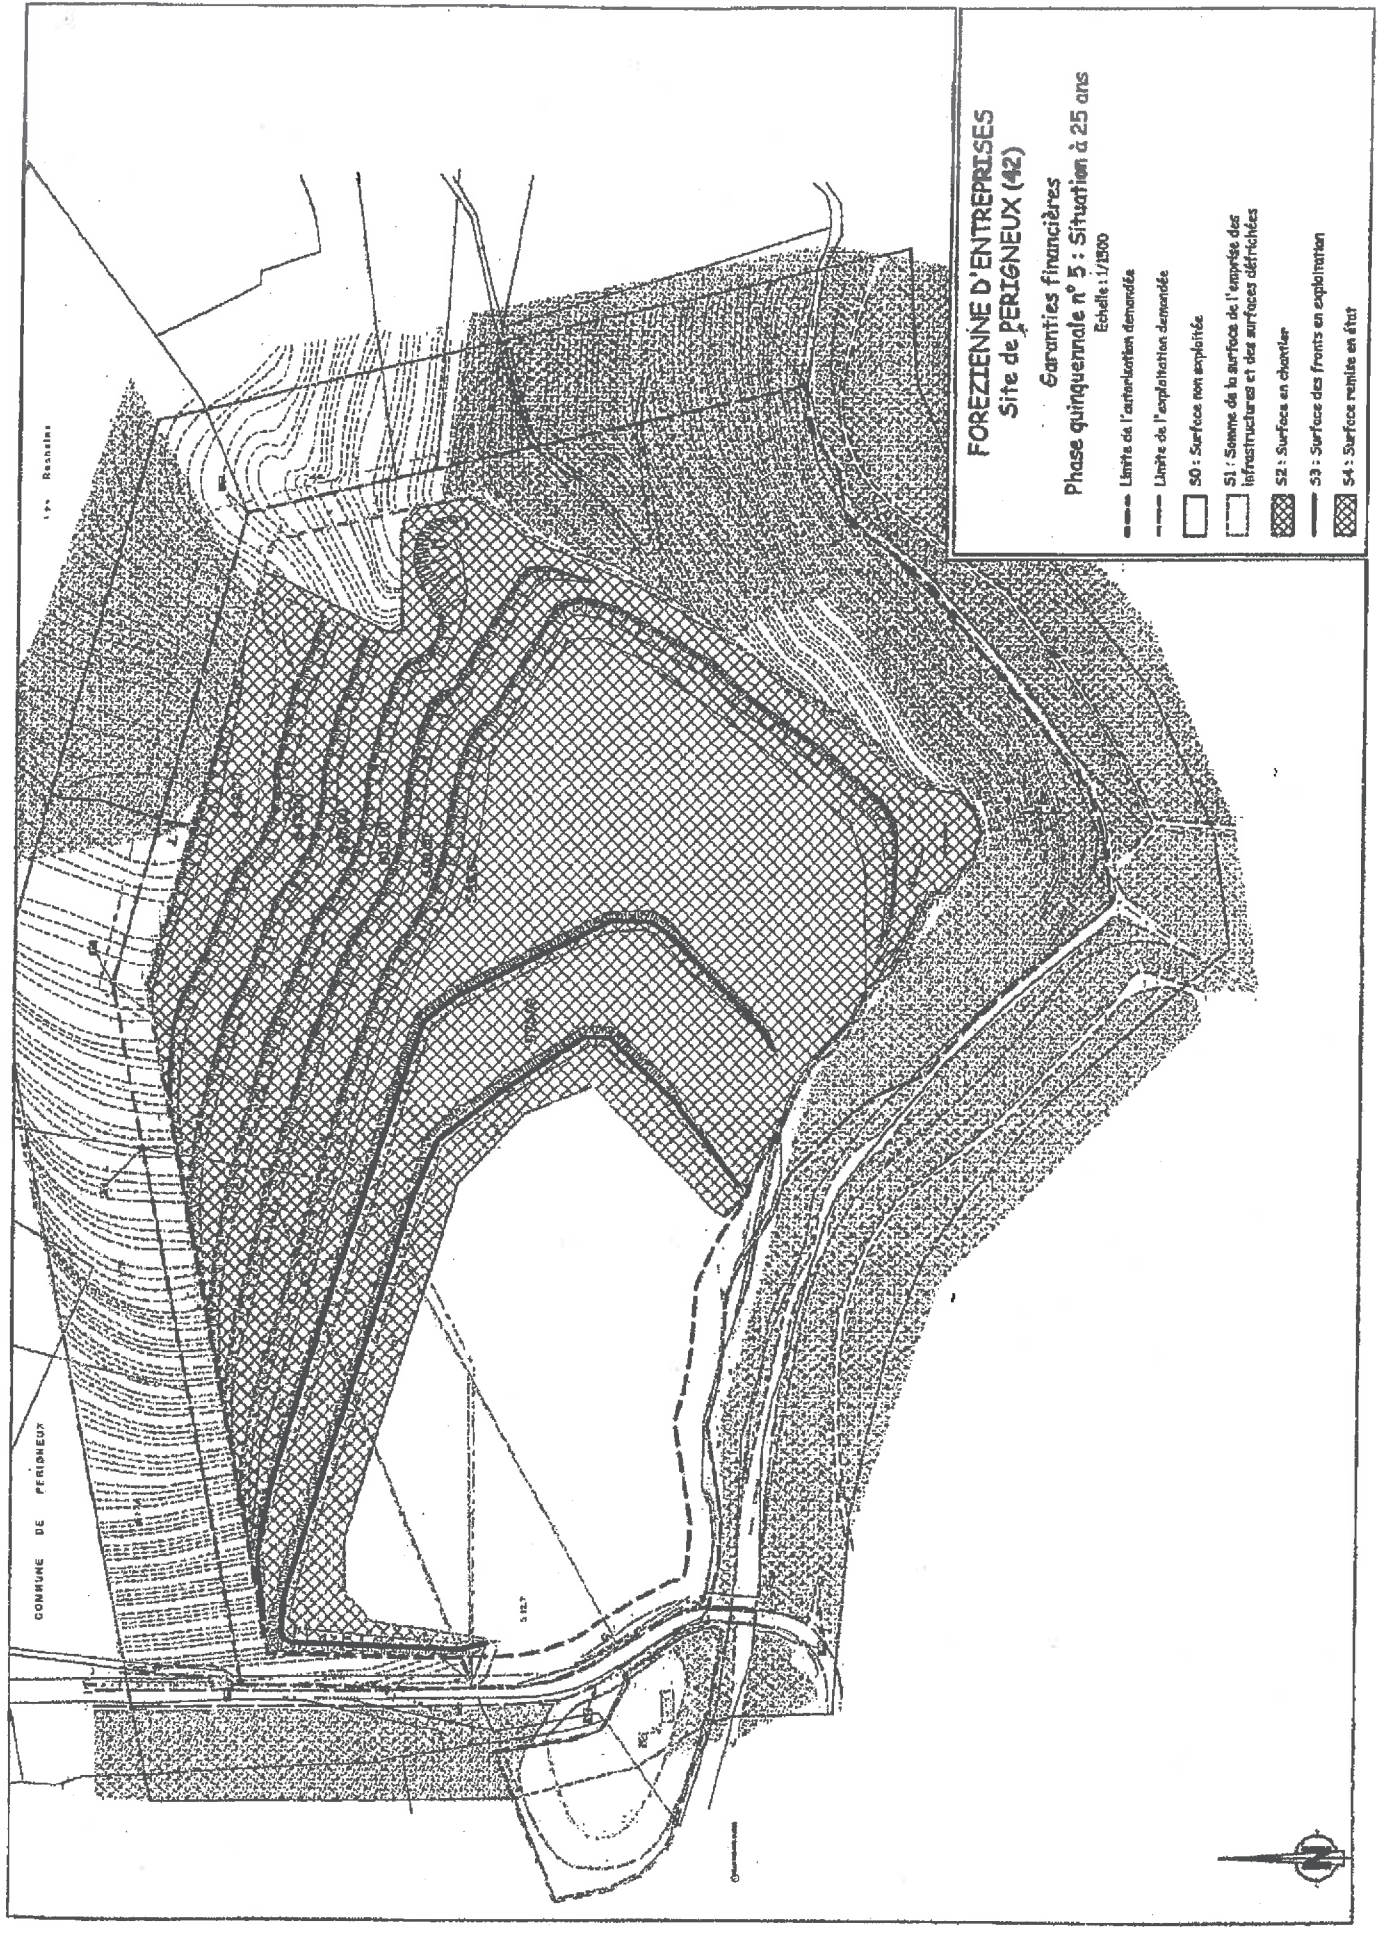 FOREZIENNE D'ENTREPRISES
Site de PERIGNEUX (42)
Garanties financières
Phase quinquennale n° 5 : Situation à 25 ans
Echelle : 1/1500
Limite de l'autorisation demandée
Limite de l'exploitation demandée
S0 : Surface non exploitée
S1 : Somme de la surface de l'emprise des
infrastructures et des surfaces défrichées
S2 : Surface en chantier
S3 : Surface des fronts en exploitation
S4 : Surface remise en état
COMMUNE DE PERIGNEUX
N